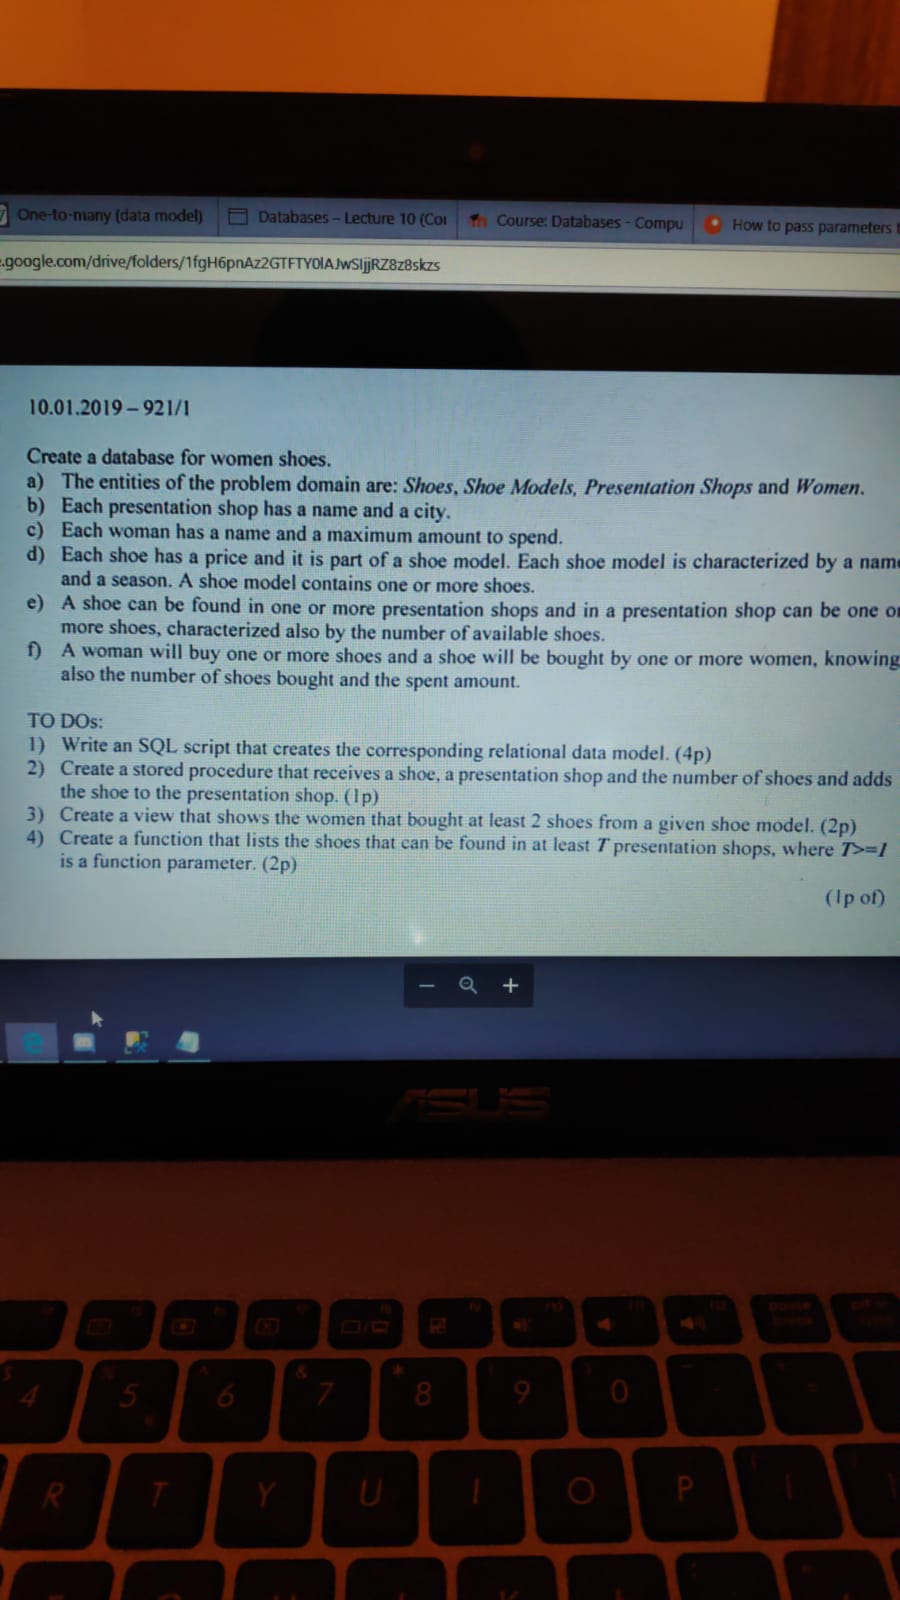 One-to-many (data model)
Databases – Lecture 10 (Cou
Course: Databases - Compu
How to pass parameters t
.google.com/drive/folders/
10.01.2019 – 921/1
Create a database for women shoes.
a) The entities of the problem domain are: Shoes, Shoe Models, Presentation Shops and Women.
b) Each presentation shop has a name and a city.
c) Each woman has a name and a maximum amount to spend.
d) Each shoe has a price and it is part of a shoe model. Each shoe model is characterized by a name
and a season. A shoe model contains one or more shoes.
e) A shoe can be found in one or more presentation shops and in a presentation shop can be one or
more shoes, characterized also by the number of available shoes.
f) A woman will buy one or more shoes and a shoe will be bought by one or more women, knowing
also the number of shoes bought and the spent amount.
TO DOs:
1) Write an SQL script that creates the corresponding relational data model. (4p)
2) Create a stored procedure that receives a shoe, a presentation shop and the number of shoes and adds
the shoe to the presentation shop. (1p)
3) Create a view that shows the women that bought at least 2 shoes from a given shoe model. (2p)
4) Create a function that lists the shoes that can be found in at least T presentation shops, where T>=1
is a function parameter. (2p)
(1p of)
ASUS
4 5 6 7 8 9 0
R T Y U I O P